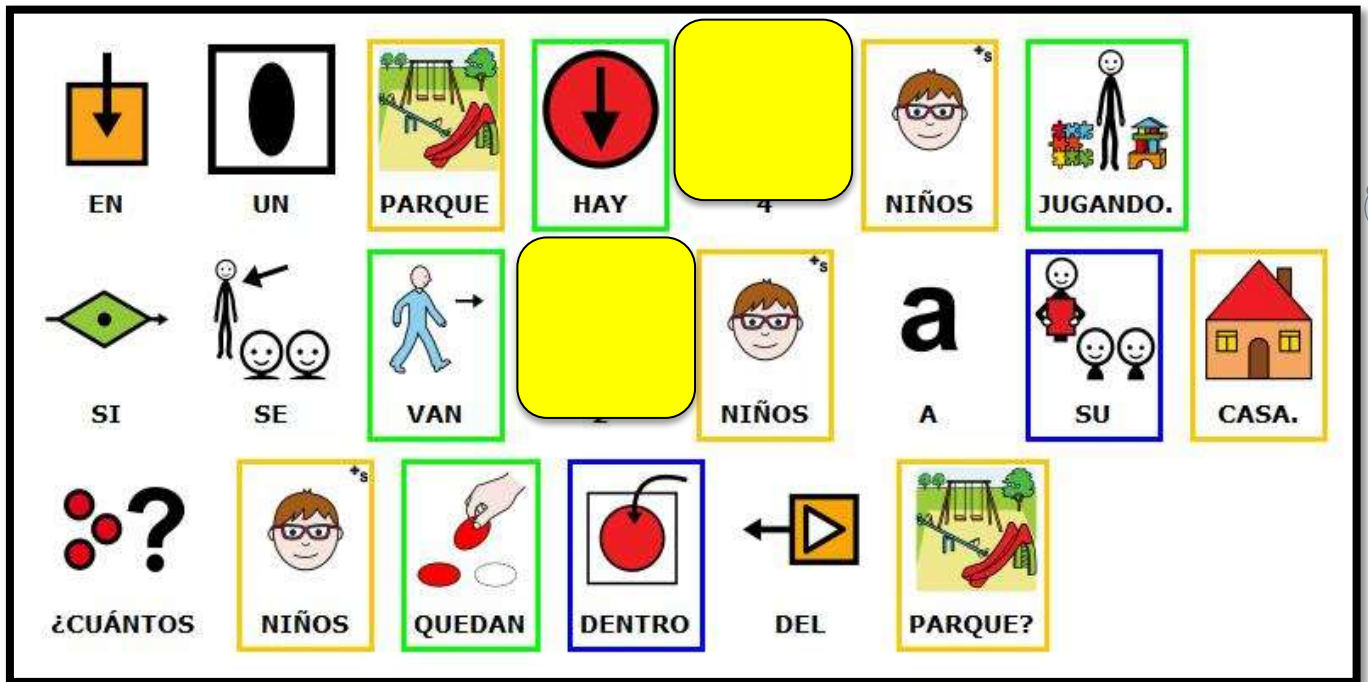 EN UN PARQUE HAY 4 NIÑOS +s JUGANDO.
SI SE VAN NIÑOS +s a A SU CASA.
? ¿CUÁNTOS NIÑOS +s QUEDAN DENTRO DEL PARQUE?